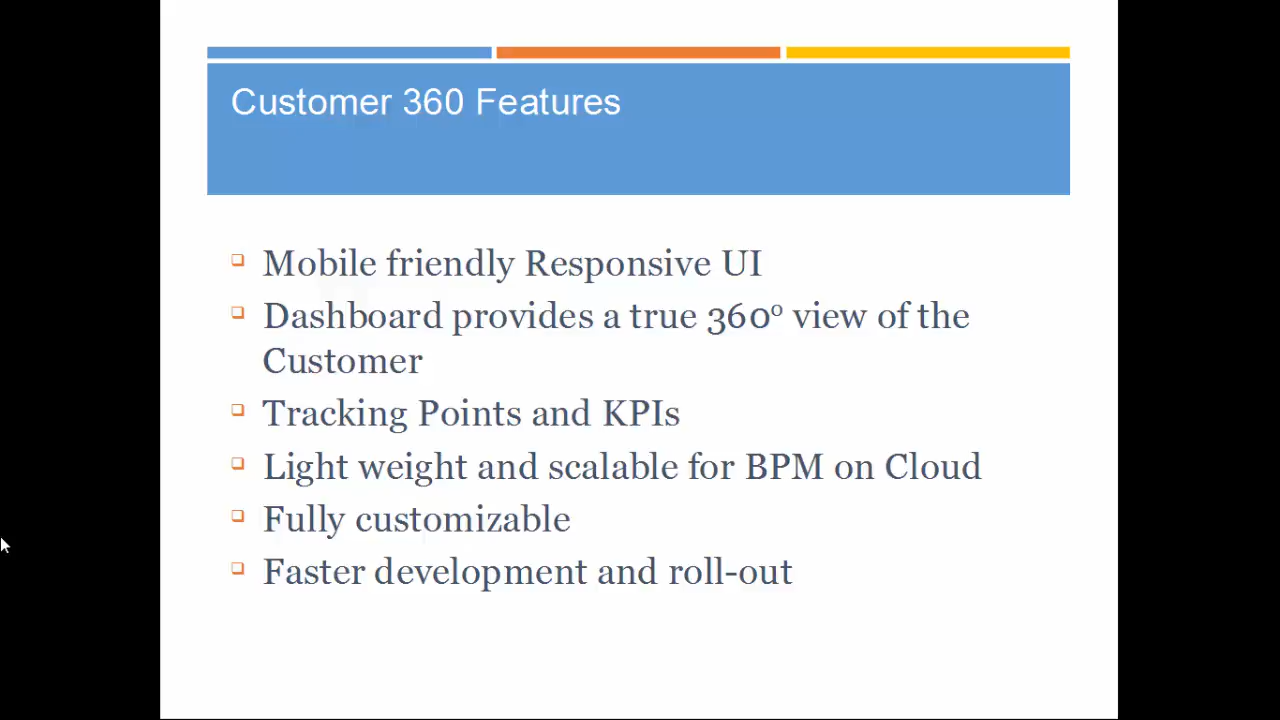 Customer 360 Features
Mobile friendly Responsive UI
Dashboard provides a true 360º view of the
Customer
Tracking Points and KPIs
Light weight and scalable for BPM on Cloud
Fully customizable
Faster development and roll-out